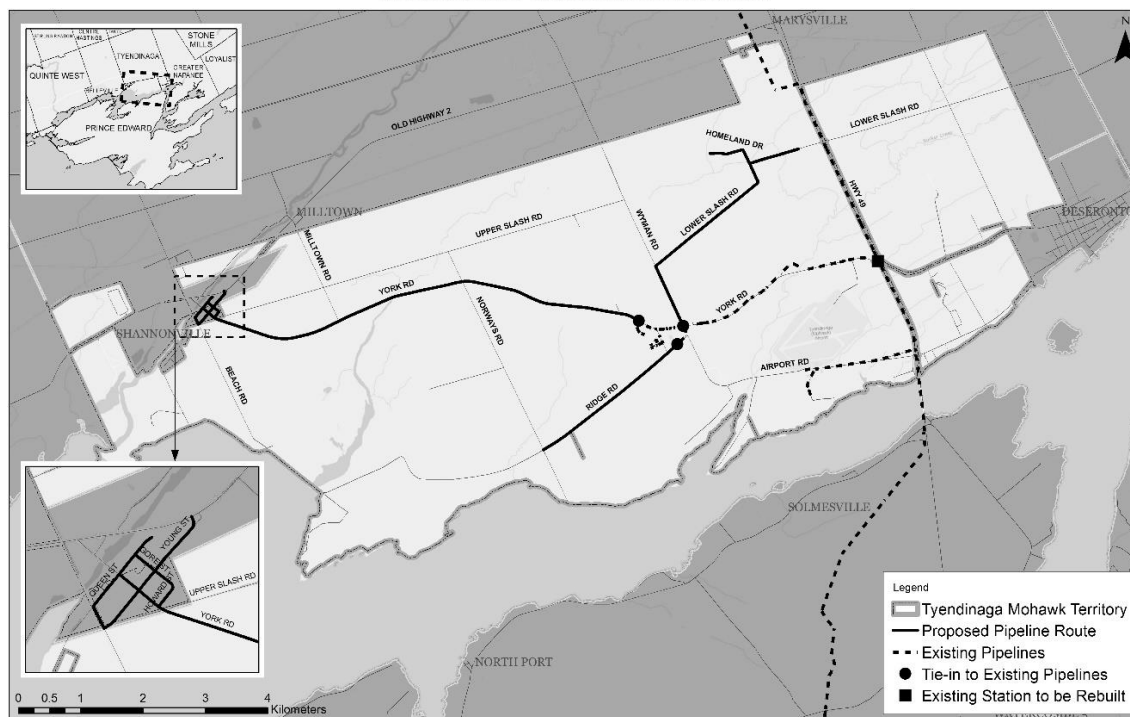 MARYSVILLE
N
STONE
MILLS
TYENDINAGA
LOYALIST
GREATER
NAPANEE
QUINTE WEST
PRINCE EDWARD
OLD HIGHWAY 2
LOWER SLASH RD
HOMELAND DR
HWY 49
DESERONTO
MILLTOWN
UPPER SLASH RD
WYMAN RD
LOWER SLASH RD
MILLTOWN RD
YORK RD
NORWAYS RD
YORK RD
SHANNONVILLE
BEACH RD
RIDGE RD
AIRPORT RD
SOLMESVILLE
QUEEN ST
GORE ST
YOUNG ST
HOWARD ST
UPPER SLASH RD
YORK RD
NORTH PORT
Legend
Tyendinaga Mohawk Territory
Proposed Pipeline Route
Existing Pipelines
Tie-in to Existing Pipelines
Existing Station to be Rebuilt
0 0.5 1 2 3 4
Kilometers